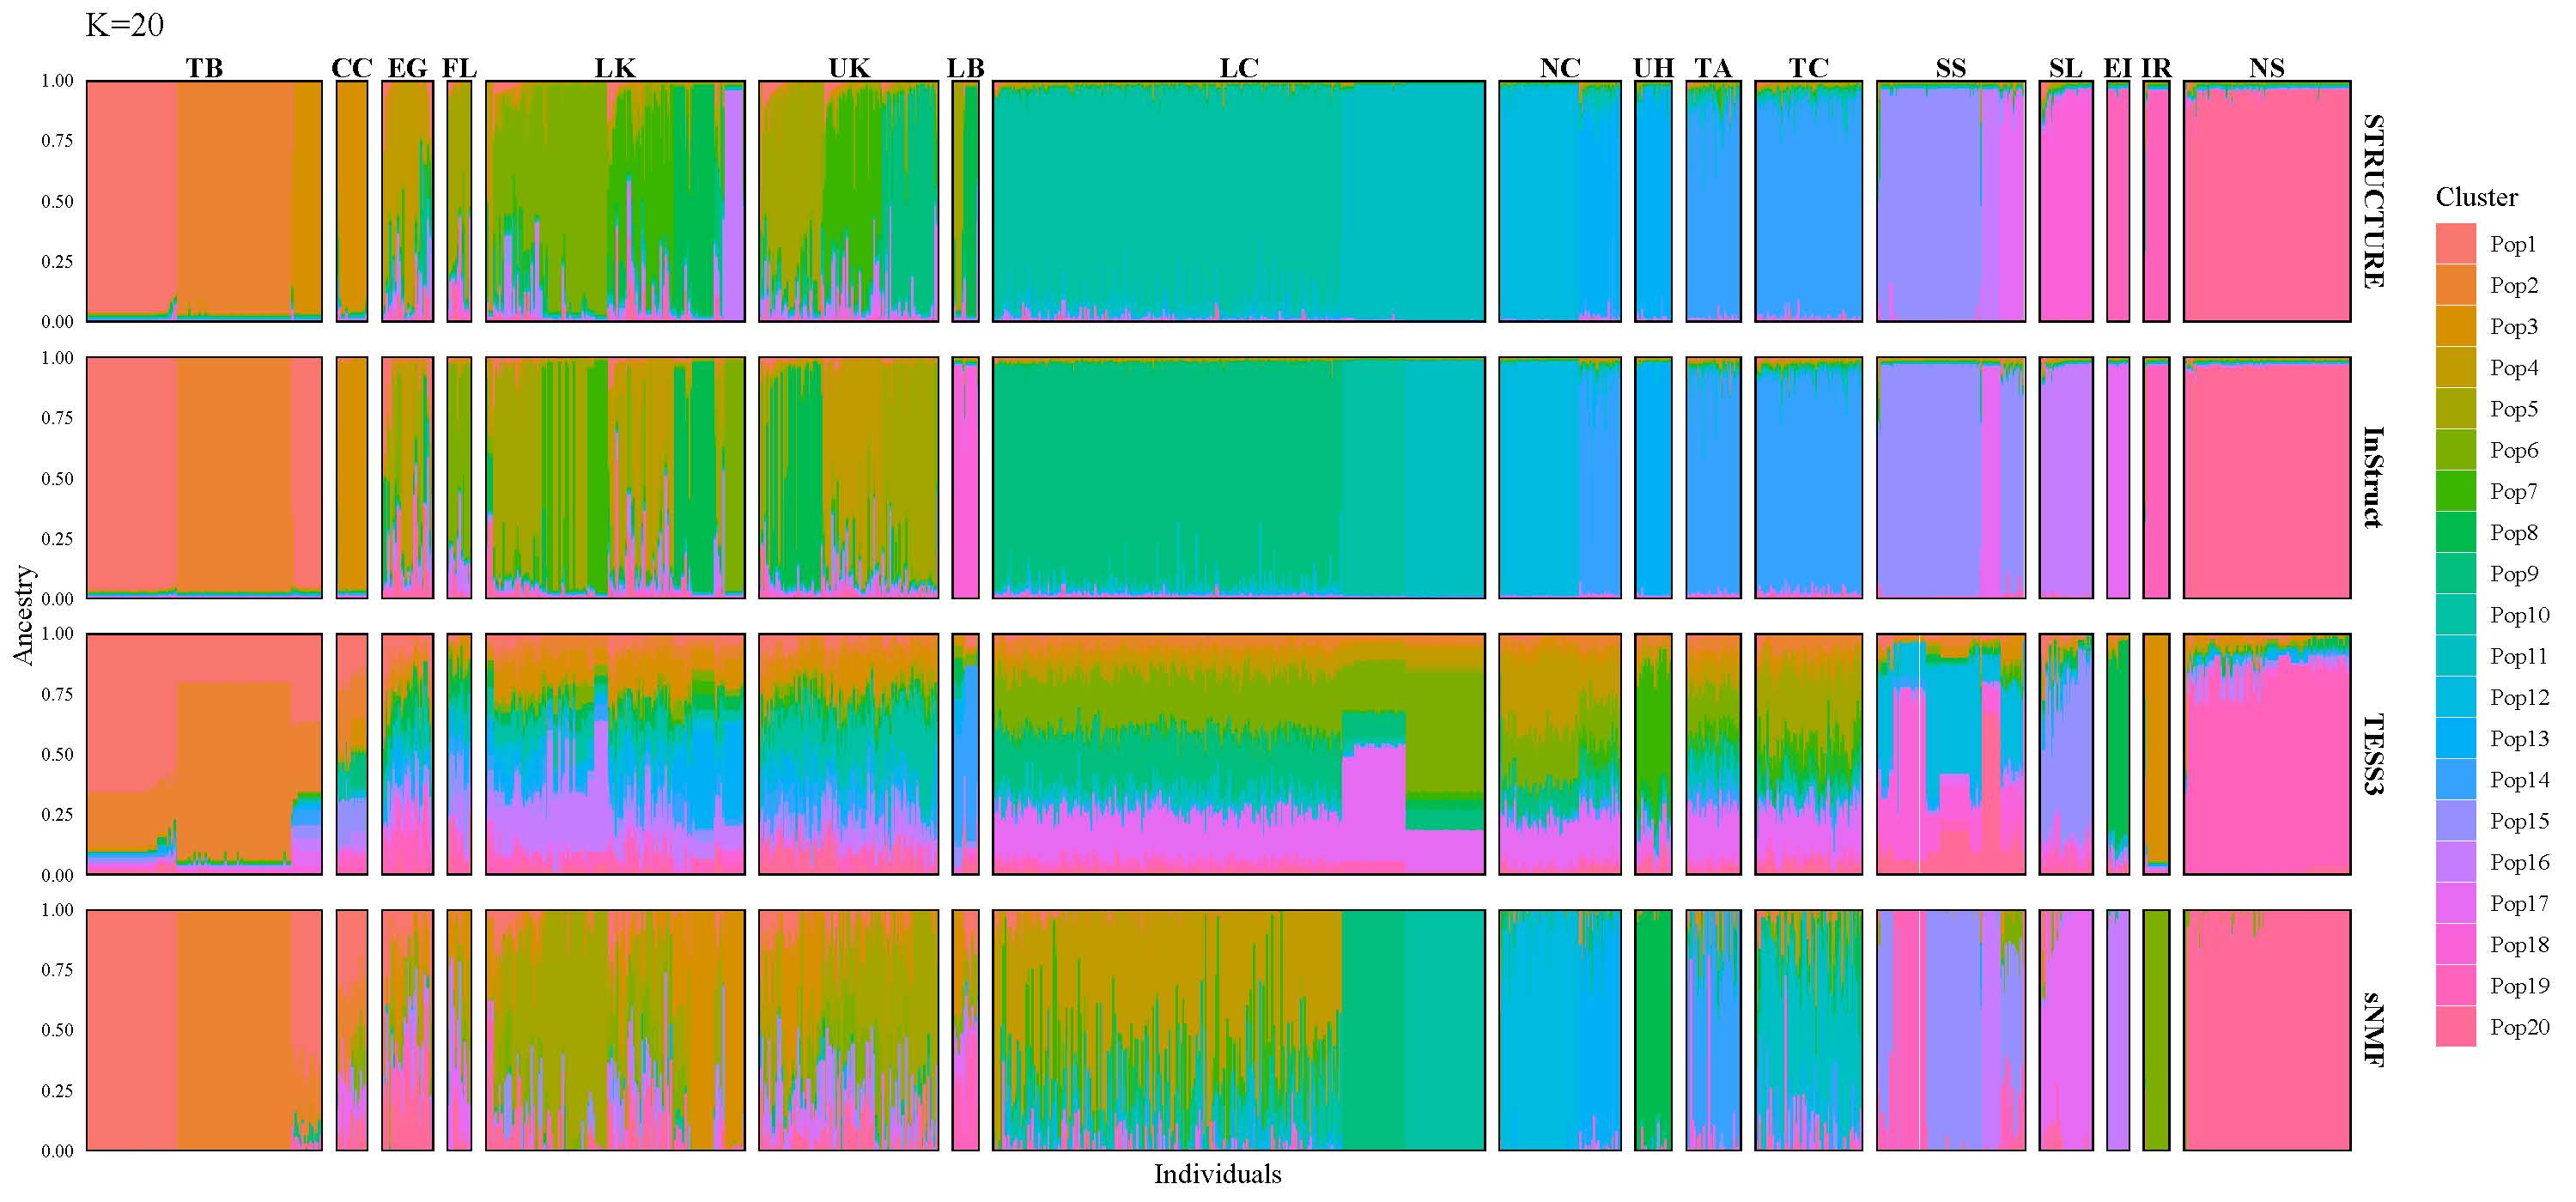 K=20
TB CC EG FL LK UK LB LC NC UH TA TC SS SL EI IR NS
1.00
0.75
0.50
0.25
0.00
STRUCTURE
1.00
0.75
0.50
0.25
0.00
InStruct
1.00
0.75
0.50
0.25
0.00
TESS3
1.00
0.75
0.50
0.25
0.00
sNMF
Ancestry
Individuals
Cluster
Pop1
Pop2
Pop3
Pop4
Pop5
Pop6
Pop7
Pop8
Pop9
Pop10
Pop11
Pop12
Pop13
Pop14
Pop15
Pop16
Pop17
Pop18
Pop19
Pop20